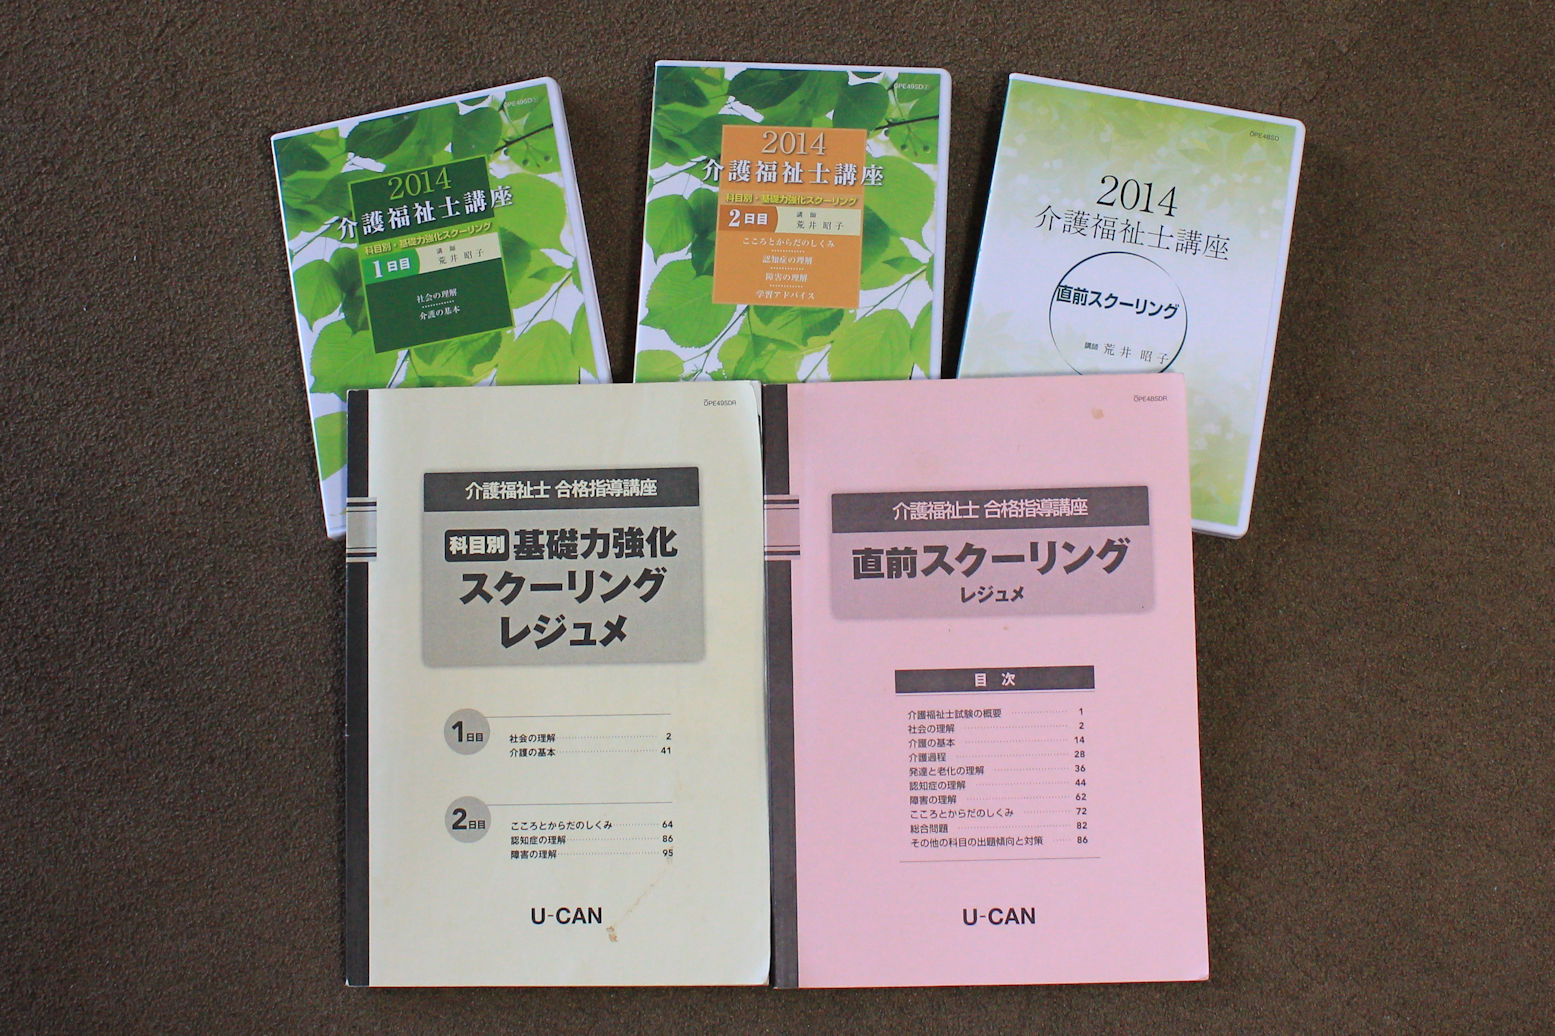 OPE49SD①
2014
介護福祉士講座
科目別・基礎力強化スクーリング
1日目
講師
荒井 昭子
社会の理解
介護の基本
OPE49SD②
2014
介護福祉士講座
科目別・基礎力強化スクーリング
2日目
講師
荒井 昭子
こころとからだのしくみ
認知症の理解
障害の理解
学習アドバイス
OPE48SD
2014
介護福祉士講座
直前スクーリング
講師 荒井 昭子
OPE49SDR
介護福祉士 合格指導講座
科目別 基礎力強化
スクーリング
レジュメ
1日目
社会の理解 2
介護の基本 41
2日目
こころとからだのしくみ 64
認知症の理解 86
障害の理解 95
U-CAN
OPE48SDR
介護福祉士 合格指導講座
直前スクーリング
レジュメ
目 次
介護福祉士試験の概要 1
社会の理解 2
介護の基本 14
介護過程 28
発達と老化の理解 36
認知症の理解 44
障害の理解 62
こころとからだのしくみ 72
総合問題 82
その他の科目の出題傾向と対策 86
U-CAN